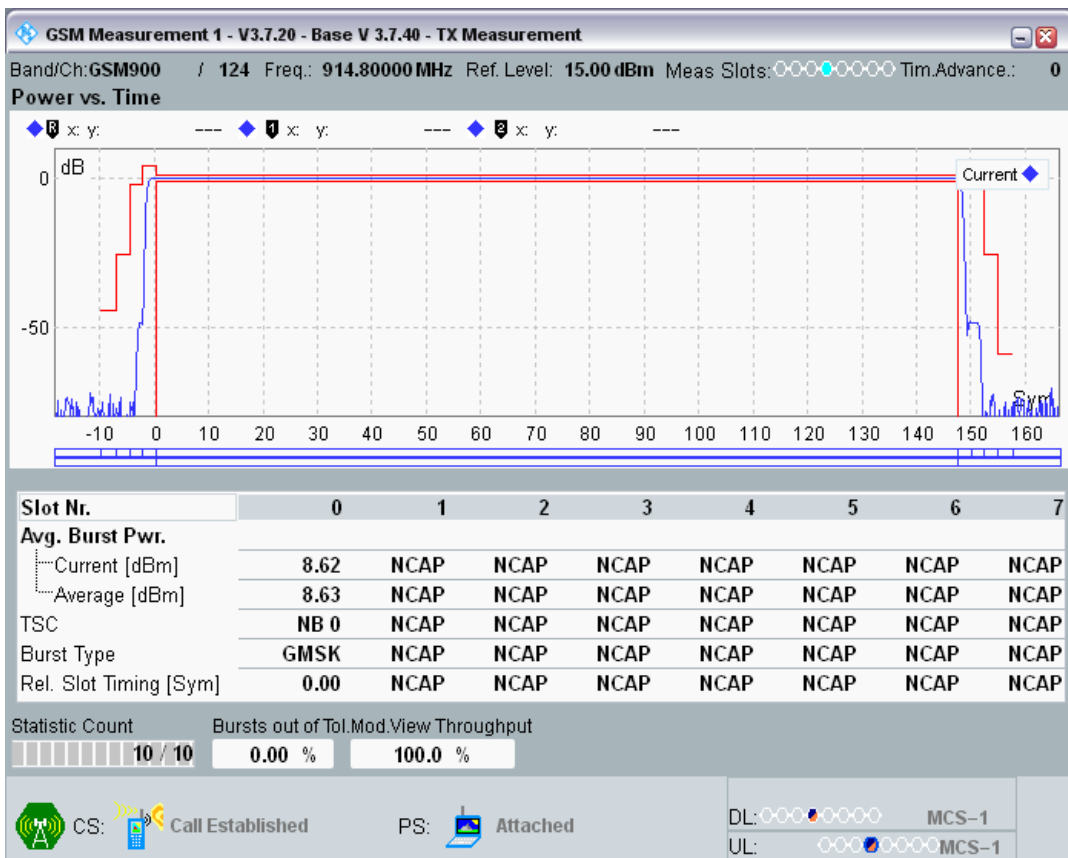 GSM Measurement 1 - V3.7.20 - Base V 3.7.40 - TX Measurement
Band/Ch:GSM900 / 124 Freq.: 914.80000 MHz Ref. Level: 15.00 dBm Meas Slots: Tim.Advance.: 0
Power vs. Time
R x: y: --- 1 x: y: --- 2 x: y: ---
dB
Current
0
-50
Sym
-10 0 10 20 30 40 50 60 70 80 90 100 110 120 130 140 150 160
Slot Nr. 0 1 2 3 4 5 6 7
Avg. Burst Pwr.
Current [dBm] 8.62 NCAP NCAP NCAP NCAP NCAP NCAP NCAP
Average [dBm] 8.63 NCAP NCAP NCAP NCAP NCAP NCAP NCAP
TSC NB 0 NCAP NCAP NCAP NCAP NCAP NCAP NCAP
Burst Type GMSK NCAP NCAP NCAP NCAP NCAP NCAP NCAP
Rel. Slot Timing [Sym] 0.00 NCAP NCAP NCAP NCAP NCAP NCAP NCAP
Statistic Count Bursts out of Tol.Mod.View Throughput
10 / 10 0.00 % 100.0 %
CS: Call Established PS: Attached DL: MCS-1
UL: MCS-1